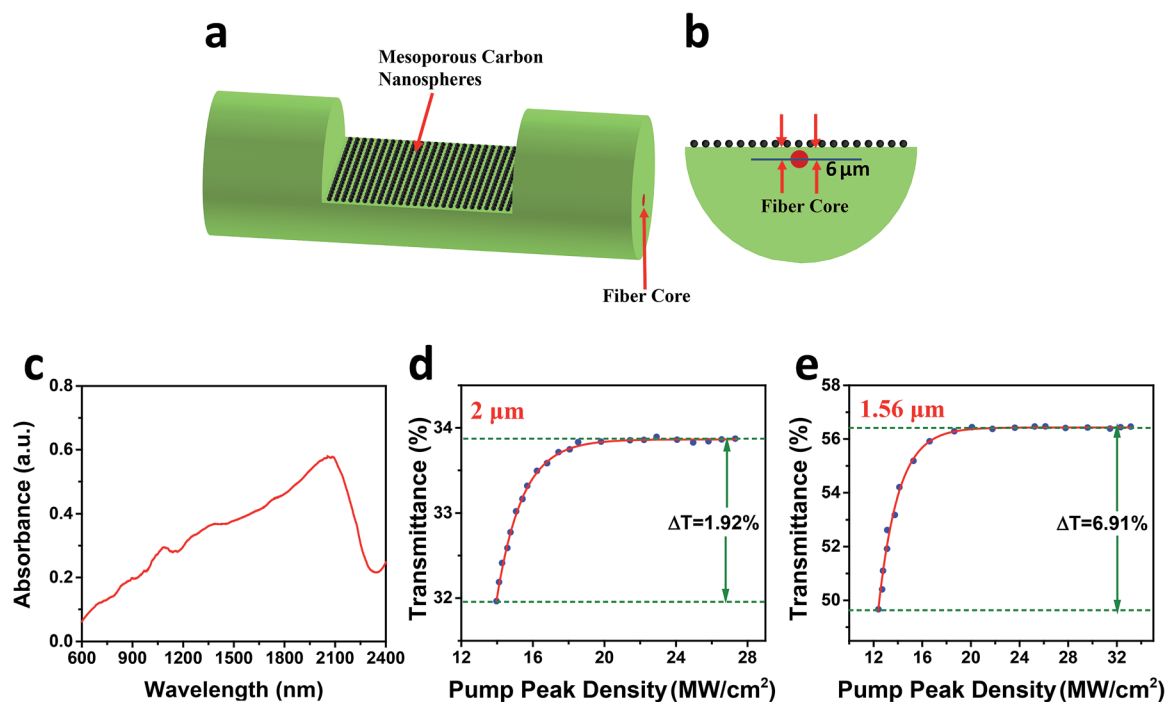 a
b
Mesoporous Carbon
Nanospheres
6 μm
Fiber Core
Fiber Core
c
Absorbance (a.u.)
0.8
0.6
0.4
0.2
0.0
600 900 1200 1500 1800 2100 2400
Wavelength (nm)
d
2 μm
Transmittance (%)
34
33
32
ΔT=1.92%
12 16 20 24 28
Pump Peak Density (MW/cm²)
e
1.56 μm
Transmittance (%)
58
56
54
52
50
ΔT=6.91%
12 16 20 24 28 32
Pump Peak Density (MW/cm²)